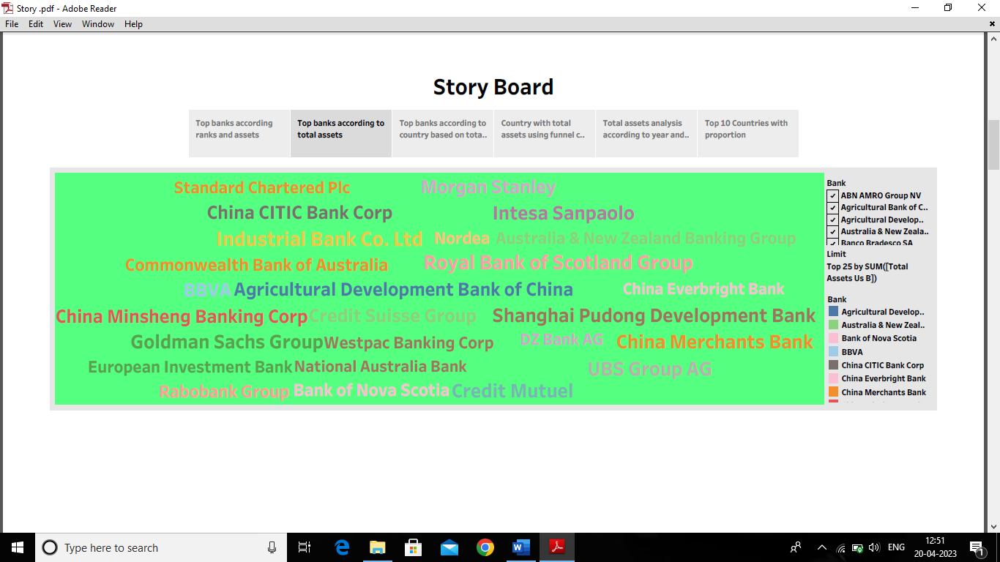 Story .pdf - Adobe Reader
File Edit View Window Help
Story Board
Top banks according
ranks and assets
Top banks according to
total assets
Top banks according to
country based on tota..
Country with total
assets using funnel c..
Total assets analysis
according to year and..
Top 10 Countries with
proportion
Standard Chartered Plc Morgan Stanley
China CITIC Bank Corp Intesa Sanpaolo
Industrial Bank Co. Ltd Nordea Australia & New Zealand Banking Group
Commonwealth Bank of Australia Royal Bank of Scotland Group
BBVA Agricultural Development Bank of China China Everbright Bank
China Minsheng Banking Corp Credit Suisse Group Shanghai Pudong Development Bank
Goldman Sachs Group Westpac Banking Corp DZ Bank AG China Merchants Bank
European Investment Bank National Australia Bank UBS Group AG
Rabobank Group Bank of Nova Scotia Credit Mutuel
Bank
ABN AMRO Group NV
Agricultural Bank of C..
Agricultural Develop..
Australia & New Zeala..
Banco Bradesco SA
Limit
Top 25 by SUM([Total
Assets Us B])
Bank
Agricultural Develop..
Australia & New Zeal..
Bank of Nova Scotia
BBVA
China CITIC Bank Corp
China Everbright Bank
China Merchants Bank
Type here to search
ENG
12:51
20-04-2023
1